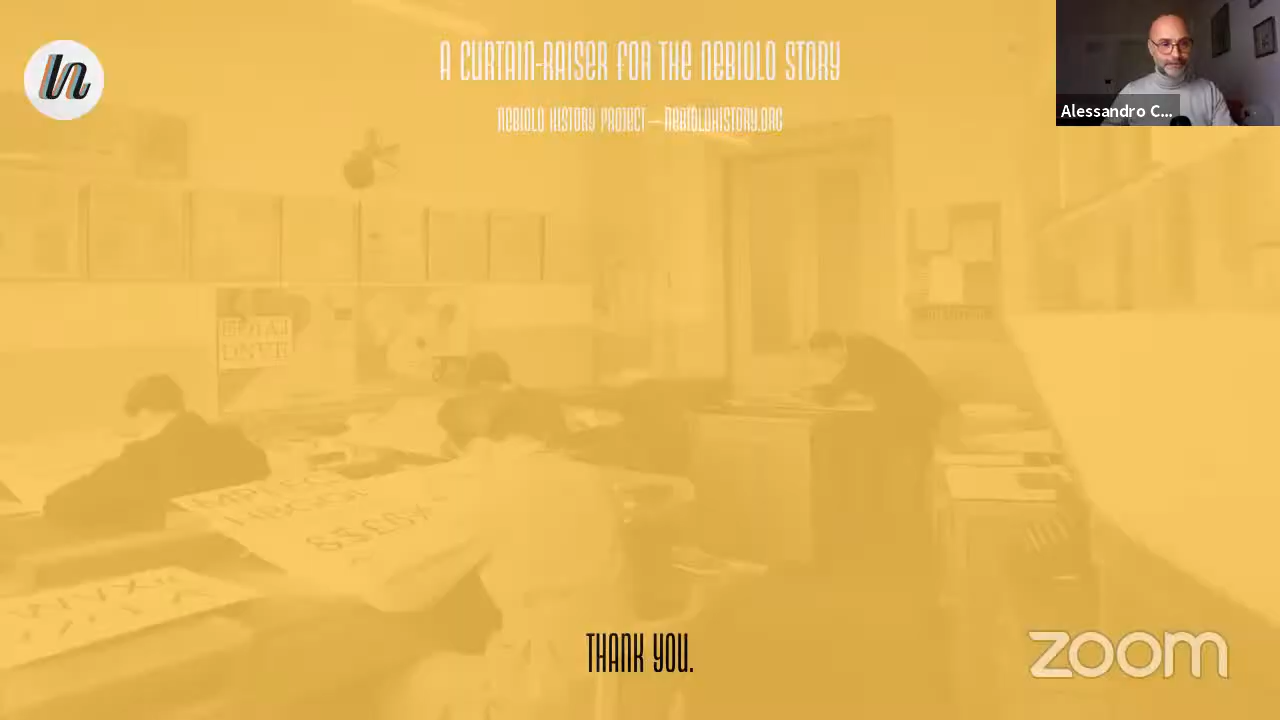 A CURTAIN-RAISER FOR THE NEBIOLO STORY
NEBIOLO HISTORY PROJECT—NEBIOLOHISTORY.ORG
Alessandro C...
THANK YOU.
zoom